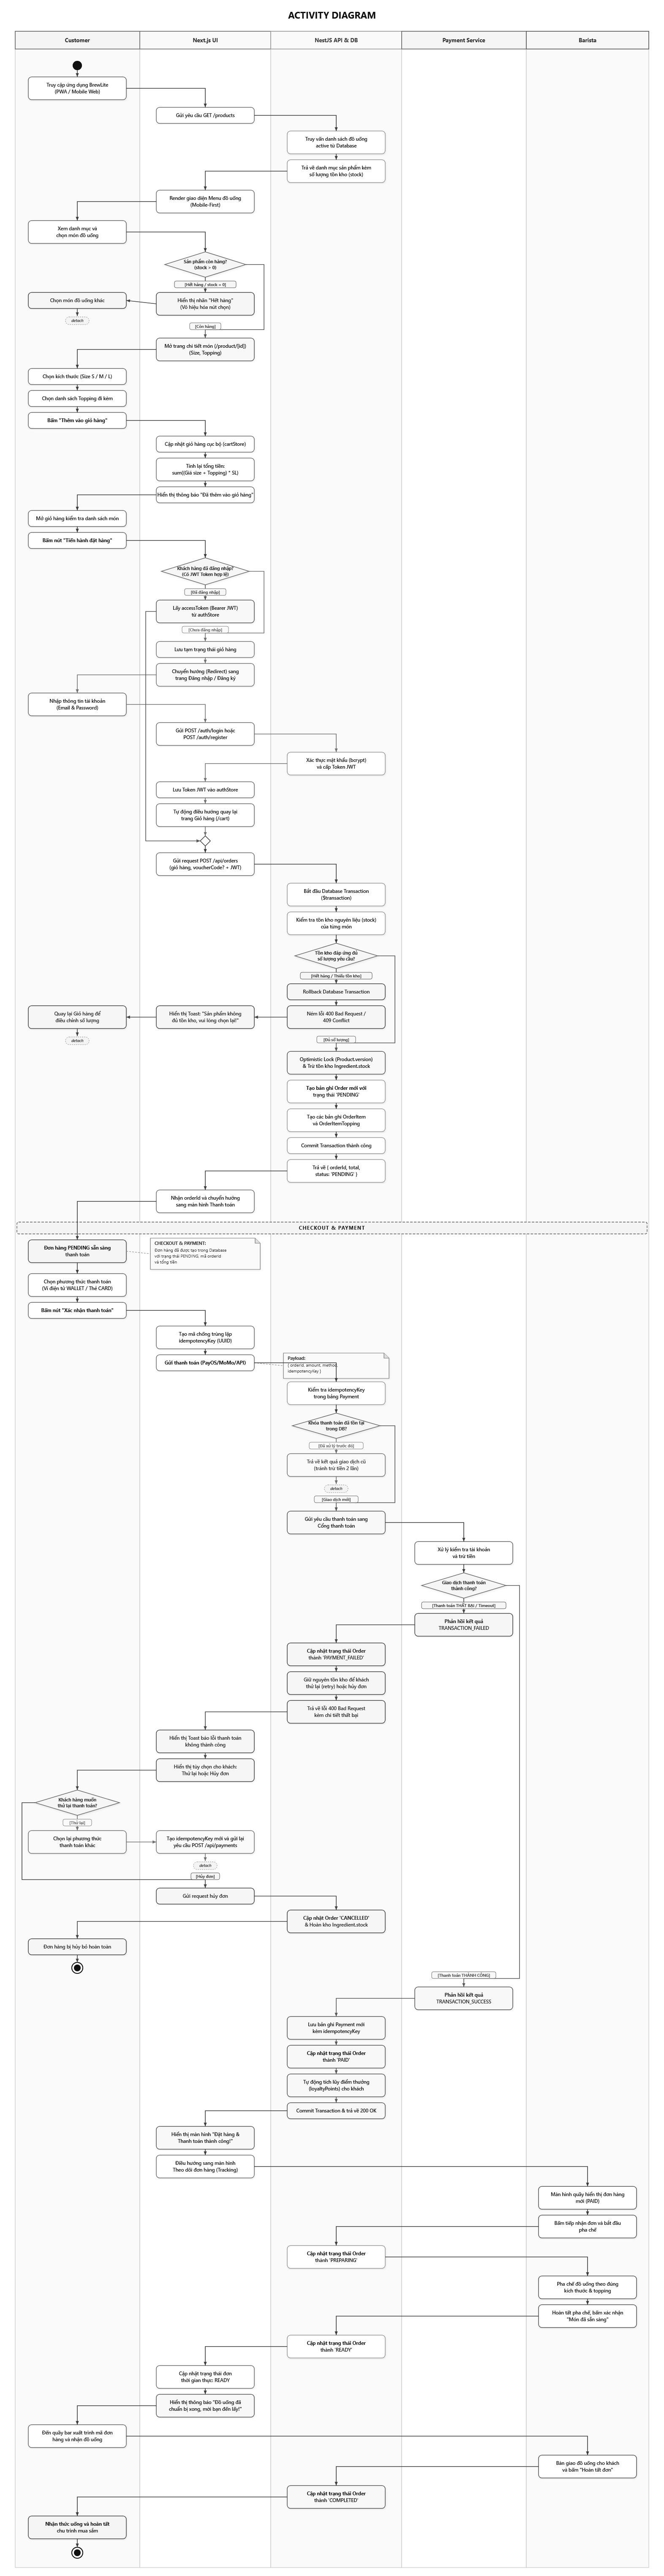 ACTIVITY DIAGRAM
Customer
Next.js UI
NestJS API & DB
Payment Service
Barista
Truy cập ứng dụng BrewLite
(PWA / Mobile Web)
Gửi yêu cầu GET /products
Truy vấn danh sách đồ uống
active từ Database
Trả về danh mục sản phẩm kèm
số lượng tồn kho (stock)
Render giao diện Menu đồ uống
(Mobile-First)
Xem danh mục và
chọn món đồ uống
Sản phẩm còn hàng?
(stock > 0)
[Hết hàng / stock = 0]
Chọn món đồ uống khác
Hiển thị nhãn "Hết hàng"
(Vô hiệu hóa nút chọn)
detach
[Còn hàng]
Mở trang chi tiết món (/product/[id])
(Size, Topping)
Chọn kích thước (Size S / M / L)
Chọn danh sách Topping đi kèm
Bấm "Thêm vào giỏ hàng"
Cập nhật giỏ hàng cục bộ (cartStore)
Tính lại tổng tiền:
sum((Giá size + Topping) * SL)
Hiển thị thông báo "Đã thêm vào giỏ hàng"
Mở giỏ hàng kiểm tra danh sách món
Bấm nút "Tiến hành đặt hàng"
Khách hàng đã đăng nhập?
(Có JWT Token hợp lệ)
[Đã đăng nhập]
Lấy accessToken (Bearer JWT)
từ authStore
[Chưa đăng nhập]
Lưu tạm trạng thái giỏ hàng
Chuyển hướng (Redirect) sang
trang Đăng nhập / Đăng ký
Nhập thông tin tài khoản
(Email & Password)
Gửi POST /auth/login hoặc
POST /auth/register
Xác thực mật khẩu (bcrypt)
và cấp Token JWT
Lưu Token JWT vào authStore
Tự động điều hướng quay lại
trang Giỏ hàng (/cart)
Gửi request POST /api/orders
(giỏ hàng, voucherCode? + JWT)
Bắt đầu Database Transaction
($transaction)
Kiểm tra tồn kho nguyên liệu (stock)
của từng món
Tồn kho đáp ứng đủ
số lượng yêu cầu?
[Hết hàng / Thiếu tồn kho]
Rollback Database Transaction
Quay lại Giỏ hàng để
điều chỉnh số lượng
Hiển thị Toast: "Sản phẩm không
đủ tồn kho, vui lòng chọn lại!"
Ném lỗi 400 Bad Request /
409 Conflict
detach
[Đủ số lượng]
Optimistic Lock (Product.version)
& Trừ tồn kho Ingredient.stock
Tạo bản ghi Order mới với
trạng thái 'PENDING'
Tạo các bản ghi OrderItem
và OrderItemTopping
Commit Transaction thành công
Trả về { orderId, total,
status: 'PENDING' }
Nhận orderId và chuyển hướng
sang màn hình Thanh toán
CHECKOUT & PAYMENT
Đơn hàng PENDING sẵn sàng
thanh toán
CHECKOUT & PAYMENT:
Đơn hàng đã được tạo trong Database
với trạng thái PENDING, mã orderId
và tổng tiền
Chọn phương thức thanh toán
(Ví điện tử WALLET / Thẻ CARD)
Bấm nút "Xác nhận thanh toán"
Tạo mã chống trùng lặp
idempotencyKey (UUID)
Gửi thanh toán (PayOS/MoMo/API)
Payload:
{ orderId, amount, method,
idempotencyKey }
Kiểm tra idempotencyKey
trong bảng Payment
Khóa thanh toán đã tồn tại
trong DB?
[Đã xử lý trước đó]
Trả về kết quả giao dịch cũ
(tránh trừ tiền 2 lần)
detach
[Giao dịch mới]
Gửi yêu cầu thanh toán sang
Cổng thanh toán
Xử lý kiểm tra tài khoản
và trừ tiền
Giao dịch thanh toán
thành công?
[Thanh toán THẤT BẠI / Timeout]
Phản hồi kết quả
TRANSACTION_FAILED
Cập nhật trạng thái Order
thành 'PAYMENT_FAILED'
Giữ nguyên tồn kho để khách
thử lại (retry) hoặc hủy đơn
Trả về lỗi 400 Bad Request
kèm chi tiết thất bại
Hiển thị Toast báo lỗi thanh toán
không thành công
Hiển thị tùy chọn cho khách:
Thử lại hoặc Hủy đơn
Khách hàng muốn
thử lại thanh toán?
[Thử lại]
Chọn lại phương thức
thanh toán khác
Tạo idempotencyKey mới và gửi lại
yêu cầu POST /api/payments
detach
[Hủy đơn]
Gửi request hủy đơn
Cập nhật Order 'CANCELLED'
& Hoàn kho Ingredient.stock
Đơn hàng bị hủy bỏ hoàn toàn
[Thanh toán THÀNH CÔNG]
Phản hồi kết quả
TRANSACTION_SUCCESS
Lưu bản ghi Payment mới
kèm idempotencyKey
Cập nhật trạng thái Order
thành 'PAID'
Tự động tích lũy điểm thưởng
(loyaltyPoints) cho khách
Commit Transaction & trả về 200 OK
Hiển thị màn hình "Đặt hàng &
Thanh toán thành công!"
Điều hướng sang màn hình
Theo dõi đơn hàng (Tracking)
Màn hình quầy hiển thị đơn hàng
mới (PAID)
Bấm tiếp nhận đơn và bắt đầu
pha chế
Cập nhật trạng thái Order
thành 'PREPARING'
Pha chế đồ uống theo đúng
kích thước & topping
Hoàn tất pha chế, bấm xác nhận
"Món đã sẵn sàng"
Cập nhật trạng thái Order
thành 'READY'
Cập nhật trạng thái đơn
thời gian thực: READY
Hiển thị thông báo "Đồ uống đã
chuẩn bị xong, mời bạn đến lấy!"
Đến quầy bar xuất trình mã đơn
hàng và nhận đồ uống
Bàn giao đồ uống cho khách
và bấm "Hoàn tất đơn"
Cập nhật trạng thái Order
thành 'COMPLETED'
Nhận thức uống và hoàn tất
chu trình mua sắm